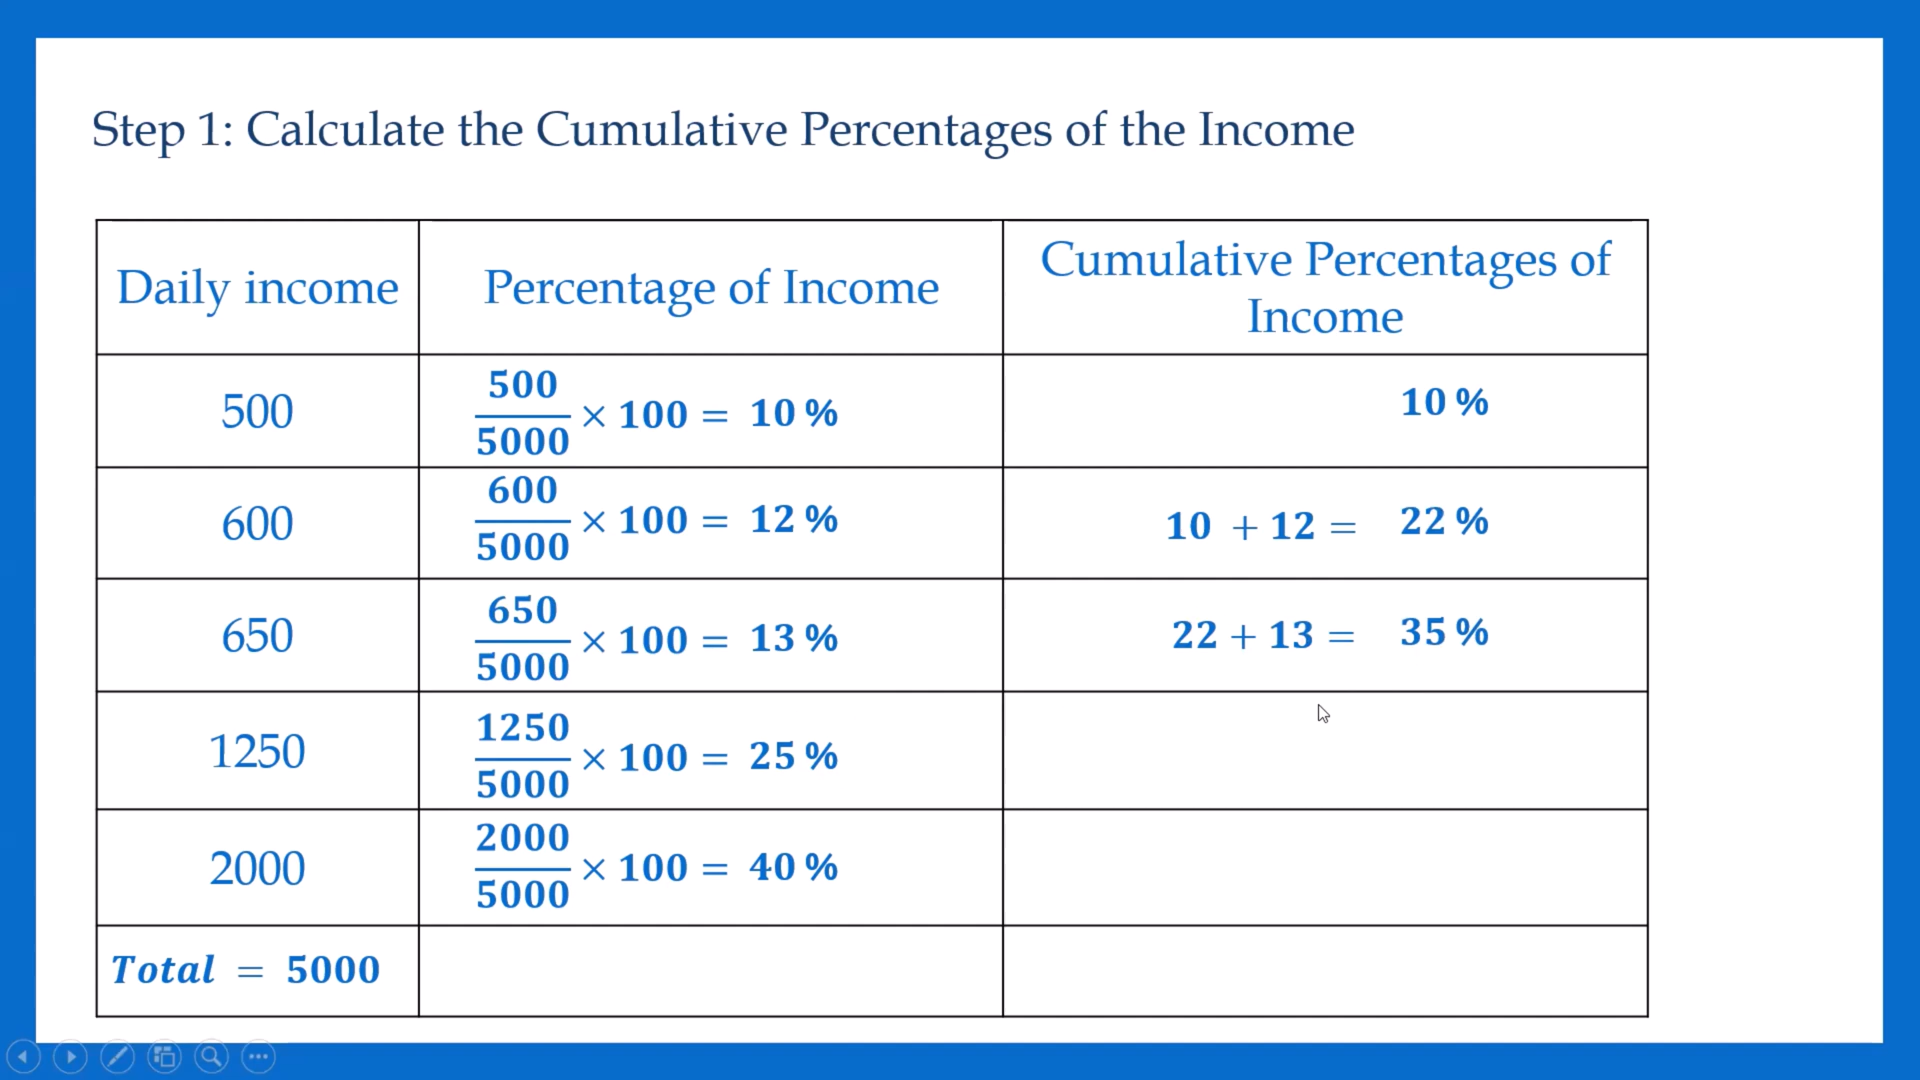 Step 1: Calculate the Cumulative Percentages of the Income
Daily income
Percentage of Income
Cumulative Percentages of
Income
500
500/5000 × 100 = 10 %
10 %
600
600/5000 × 100 = 12 %
10 + 12 = 22 %
650
650/5000 × 100 = 13 %
22 + 13 = 35 %
1250
1250/5000 × 100 = 25 %
2000
2000/5000 × 100 = 40 %
Total = 5000